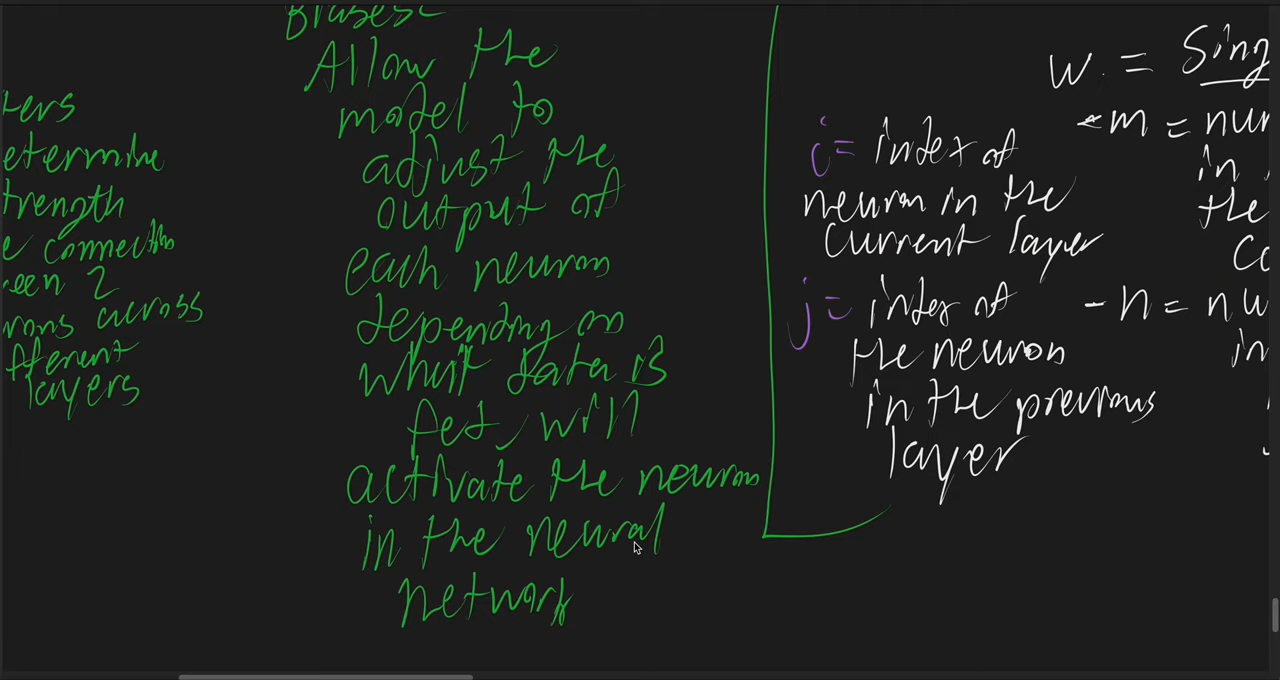 ters
etermine
trength
e connection
een 2
rons across
fferent
layers
Biases:
Allow the
model to
adjust the
output of
each neuron
depending on
what data is
fed, will
activate the neuron
in the neural
network
i = index of
neuron in the
current layer
j = index of
the neuron
in the previous
layer
w = Sing
- m = num
in
the
Co
- n = nu
in